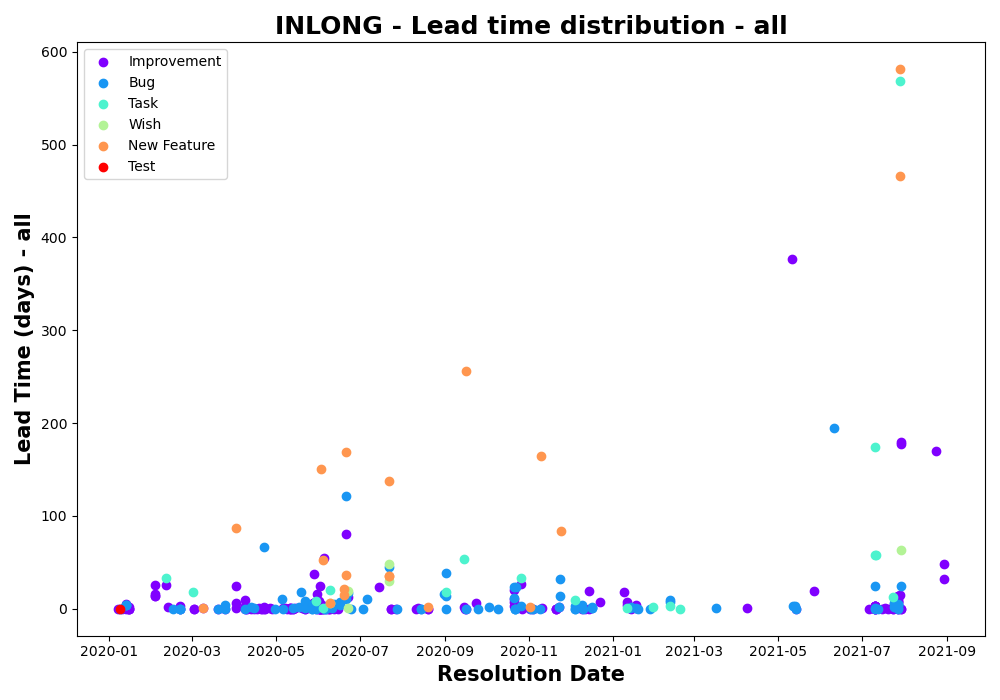 INLONG - Lead time distribution - all
Improvement
Bug
Task
Wish
New Feature
Test
Lead Time (days) - all
600
500
400
300
200
100
0
2020-01 2020-03 2020-05 2020-07 2020-09 2020-11 2021-01 2021-03 2021-05 2021-07 2021-09
Resolution Date